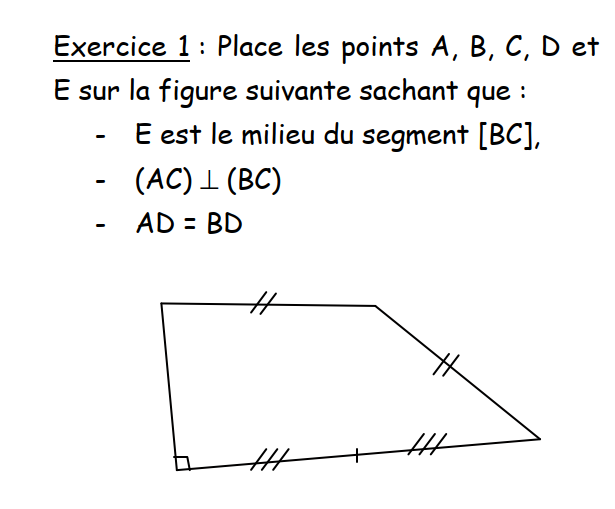 Exercice 1 : Place les points A, B, C, D et
E sur la figure suivante sachant que :
- E est le milieu du segment [BC],
- (AC) ⊥ (BC)
- AD = BD